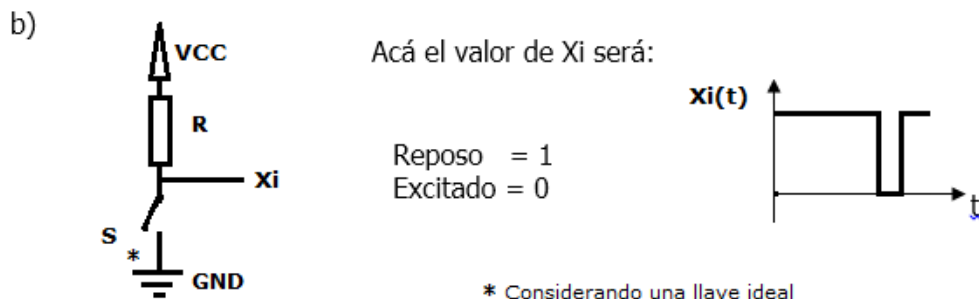 b)
VCC
Acá el valor de Xi será:
Xi(t)
R
Reposo = 1
Xi
Excitado = 0
t
S
*
GND
* Considerando una llave ideal